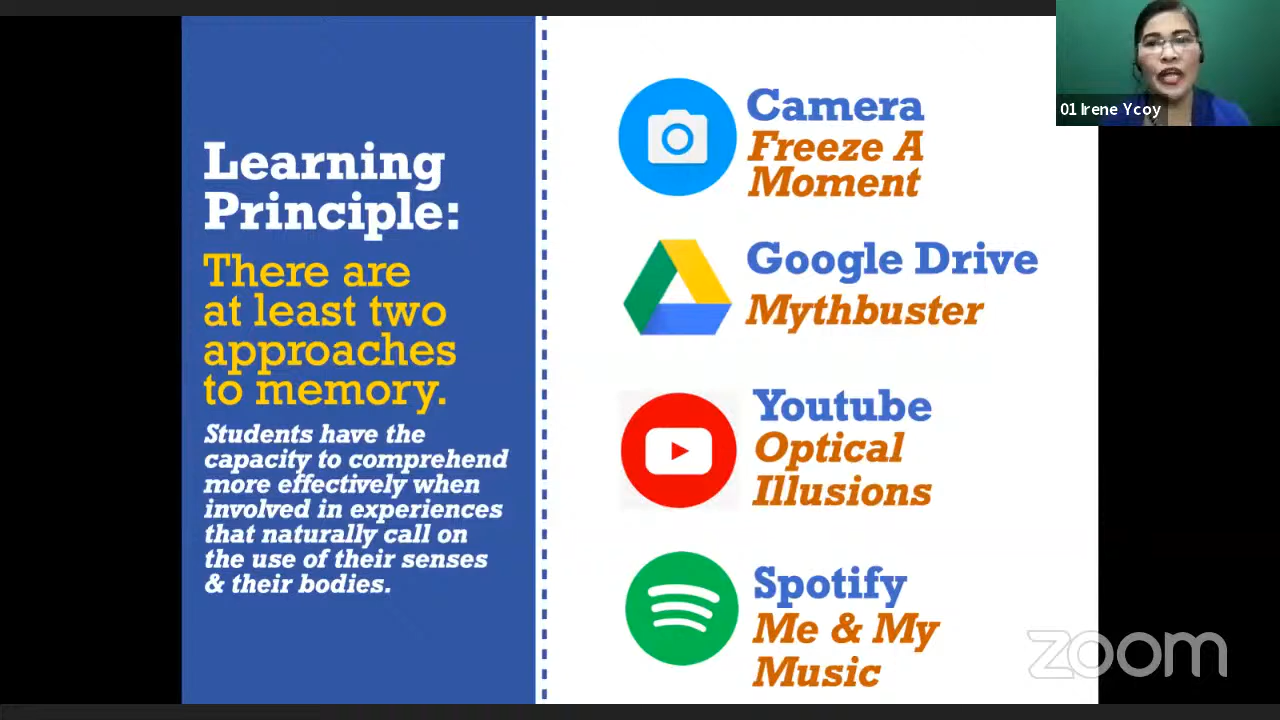 Learning
Principle:
There are
at least two
approaches
to memory.
Students have the
capacity to comprehend
more effectively when
involved in experiences
that naturally call on
the use of their senses
& their bodies.
Camera
Freeze A
Moment
Google Drive
Mythbuster
Youtube
Optical
Illusions
Spotify
Me & My
Music
01 Irene Ycoy
zoom